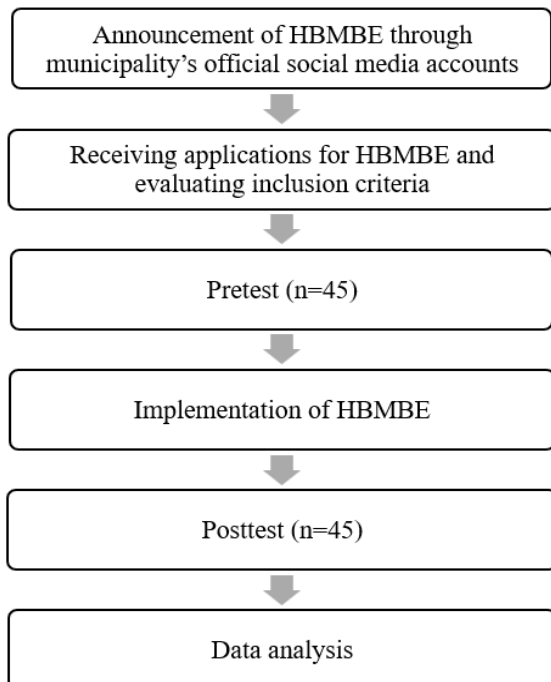 Announcement of HBMBE through
municipality's official social media accounts
Receiving applications for HBMBE and
evaluating inclusion criteria
Pretest (n=45)
Implementation of HBMBE
Posttest (n=45)
Data analysis